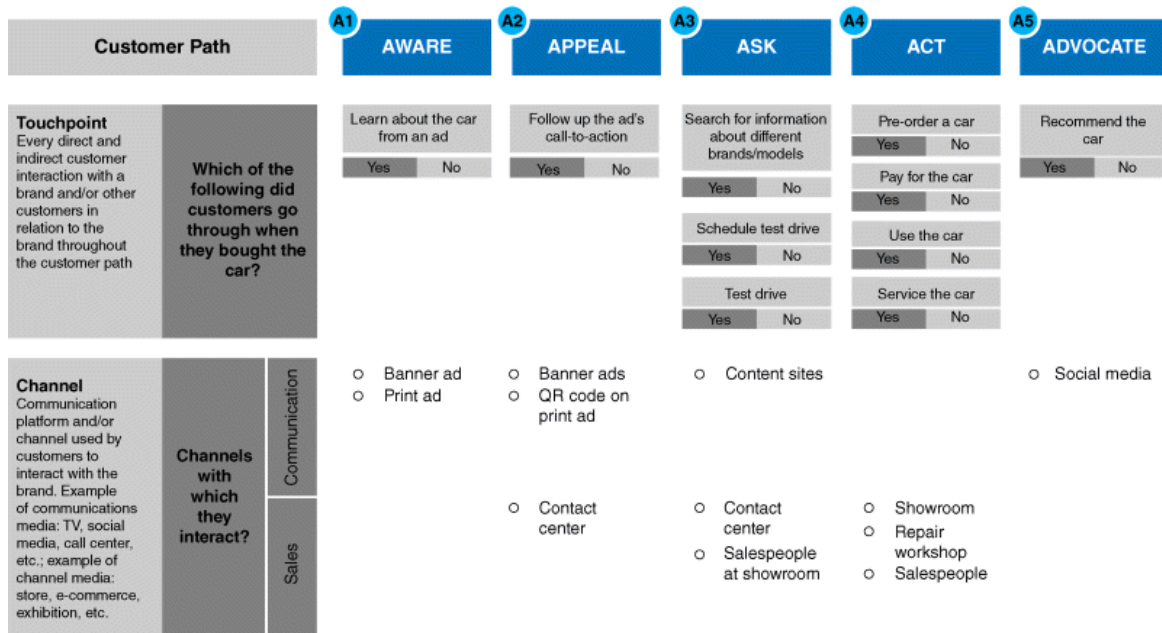 Customer Path
A1
AWARE
A2
APPEAL
A3
ASK
A4
ACT
A5
ADVOCATE
Touchpoint
Every direct and
indirect customer
interaction with a
brand and/or other
customers in
relation to the
brand throughout
the customer path
Which of the
following did
customers go
through when
they bought the
car?
Learn about the car
from an ad
Yes No
Follow up the ad's
call-to-action
Yes No
Search for information
about different
brands/models
Yes No
Schedule test drive
Yes No
Test drive
Yes No
Pre-order a car
Yes No
Pay for the car
Yes No
Use the car
Yes No
Service the car
Yes No
Recommend the
car
Yes No
Channel
Communication
platform and/or
channel used by
customers to
interact with the
brand. Example
of communications
media: TV, social
media, call center,
etc.; example of
channel media:
store, e-commerce,
exhibition, etc.
Channels
with
which
they
interact?
Communication
Banner ad
Print ad
Banner ads
QR code on
print ad
Content sites
Social media
Sales
Contact
center
Contact
center
Salespeople
at showroom
Showroom
Repair
workshop
Salespeople